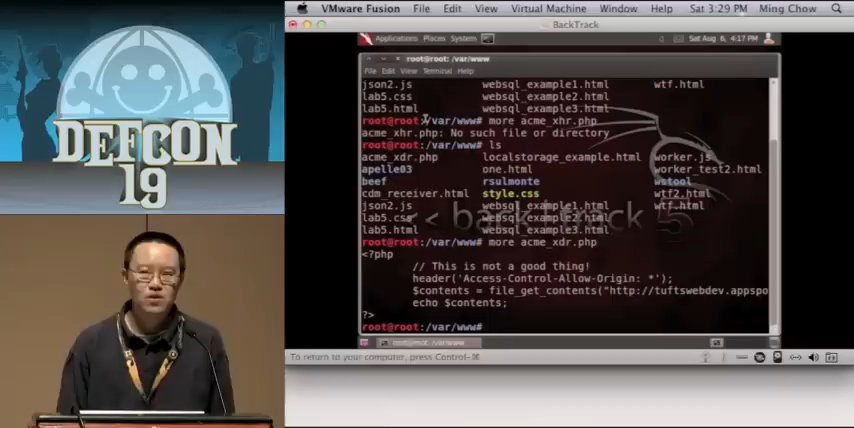 DEFCON
19
VMware Fusion File Edit View Virtual Machine Window Help Sat 3:29 PM Ming Chow
BackTrack
Applications Places System Sat Aug 6, 4:17 PM
root@root: /var/www
File Edit View Terminal Help
json2.js websql_example1.html wtf.html
lab5.css websql_example2.html
lab5.html websql_example3.html
root@root:/var/www# more acme_xhr.php
acme_xhr.php: No such file or directory
root@root:/var/www# ls
acme_xdr.php localstorage_example.html worker.js
apelle03 one.html worker_test2.html
beef rsulmonte wstool
cdm_receiver.html style.css wtf2.html
json2.js websql_example1.html wtf.html
lab5.css websql_example2.html
lab5.html websql_example3.html
<< back track 5
root@root:/var/www# more acme_xdr.php
<?php
// This is not a good thing!
header('Access-Control-Allow-Origin: *');
$contents = file_get_contents("http://tuftswebdev.appspo
echo $contents;
?>
root@root:/var/www#
root@root: /var/www
To return to your computer, press Control-⌘